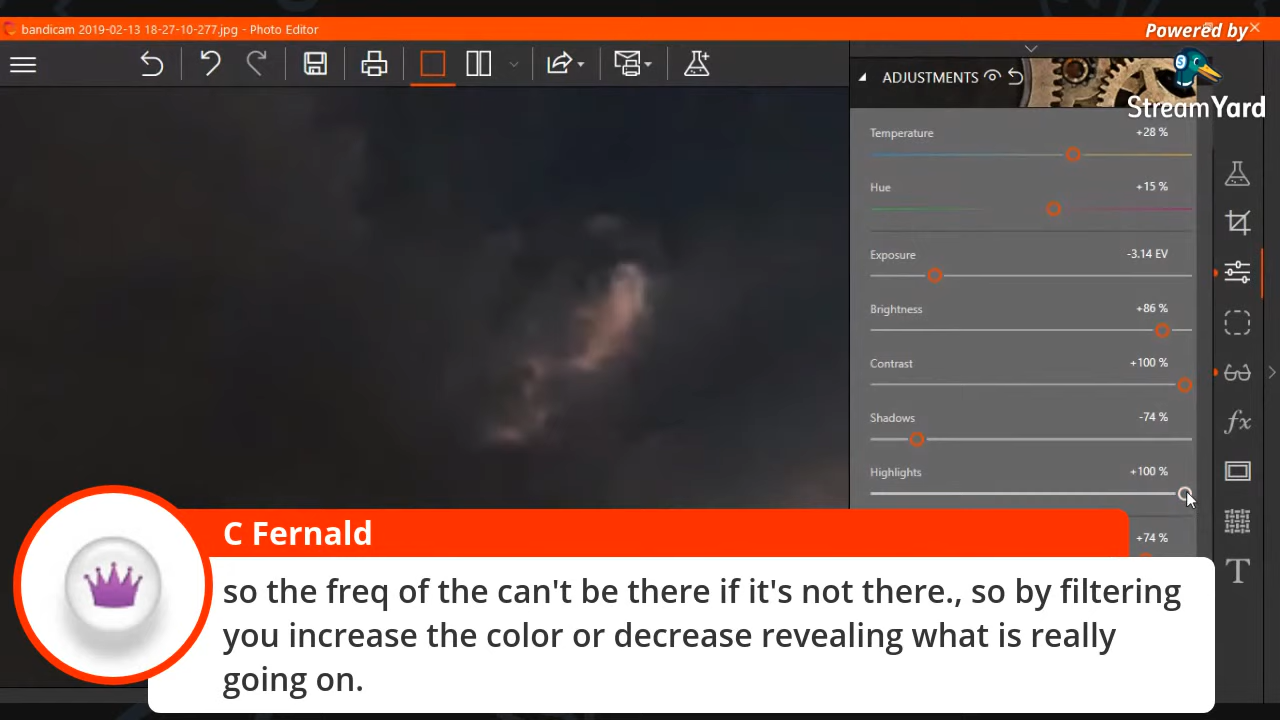 bandicam 2019-02-13 18-27-10-277.jpg - Photo Editor
Powered by
StreamYard
ADJUSTMENTS
Temperature +28 %
Hue +15 %
Exposure -3.14 EV
Brightness +86 %
Contrast +100 %
Shadows -74 %
Highlights +100 %
+74 %
fx
T
C Fernald
so the freq of the can't be there if it's not there., so by filtering
you increase the color or decrease revealing what is really
going on.